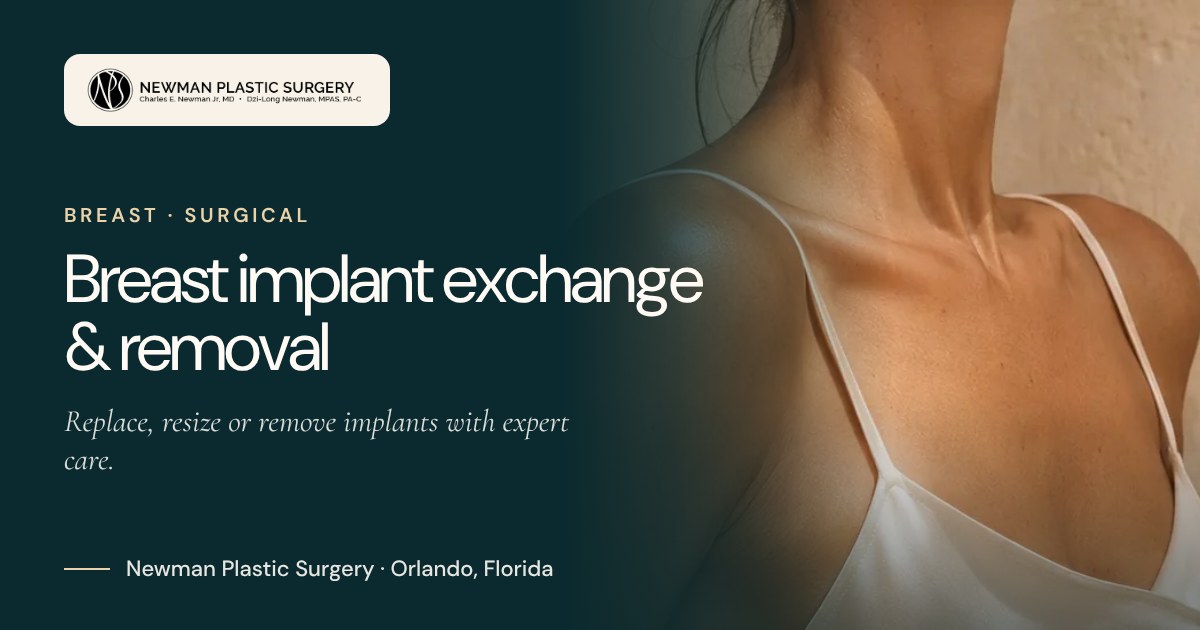 NPS
NEWMAN PLASTIC SURGERY
Charles E. Newman Jr, MD • Dzi-Long Newman, MPAS, PA-C
BREAST · SURGICAL
Breast implant exchange
& removal
Replace, resize or remove implants with expert
care.
Newman Plastic Surgery · Orlando, Florida